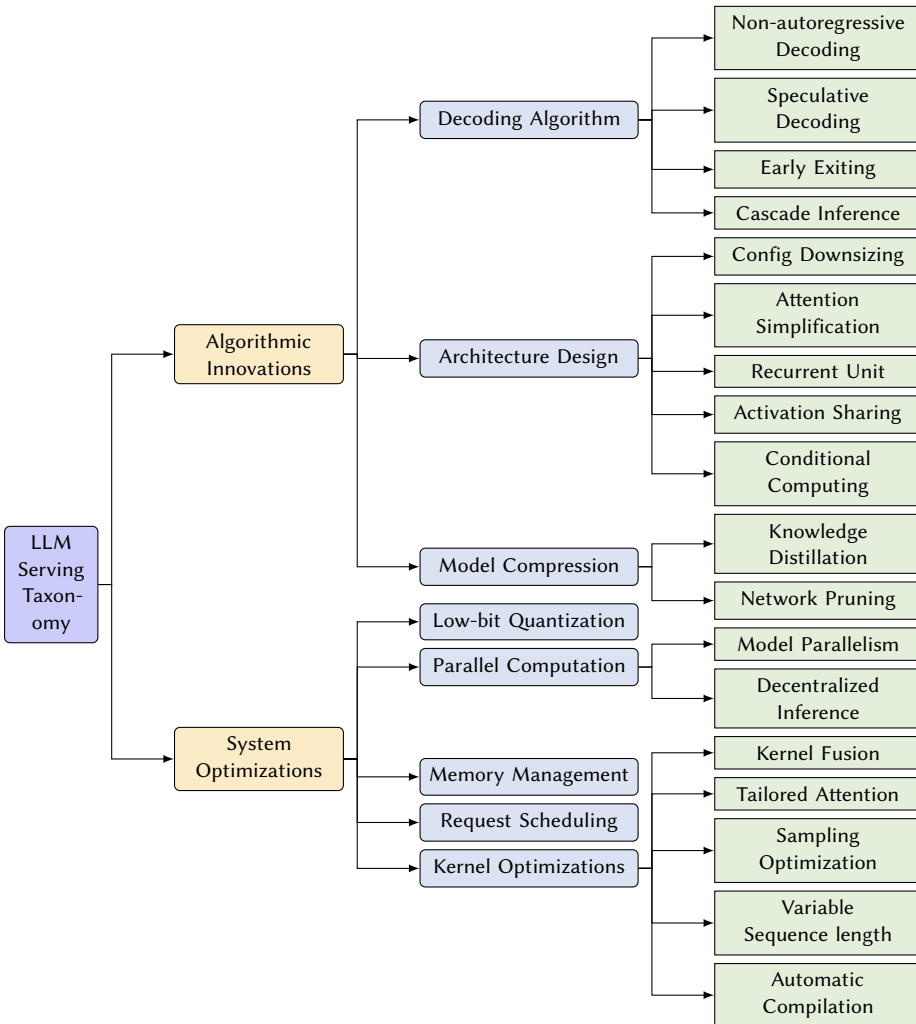 LLM
Serving
Taxon-
omy
Algorithmic
Innovations
Decoding Algorithm
Non-autoregressive
Decoding
Speculative
Decoding
Early Exiting
Cascade Inference
Architecture Design
Config Downsizing
Attention
Simplification
Recurrent Unit
Activation Sharing
Conditional
Computing
Model Compression
Knowledge
Distillation
Network Pruning
System
Optimizations
Low-bit Quantization
Parallel Computation
Model Parallelism
Decentralized
Inference
Memory Management
Request Scheduling
Kernel Optimizations
Kernel Fusion
Tailored Attention
Sampling
Optimization
Variable
Sequence length
Automatic
Compilation